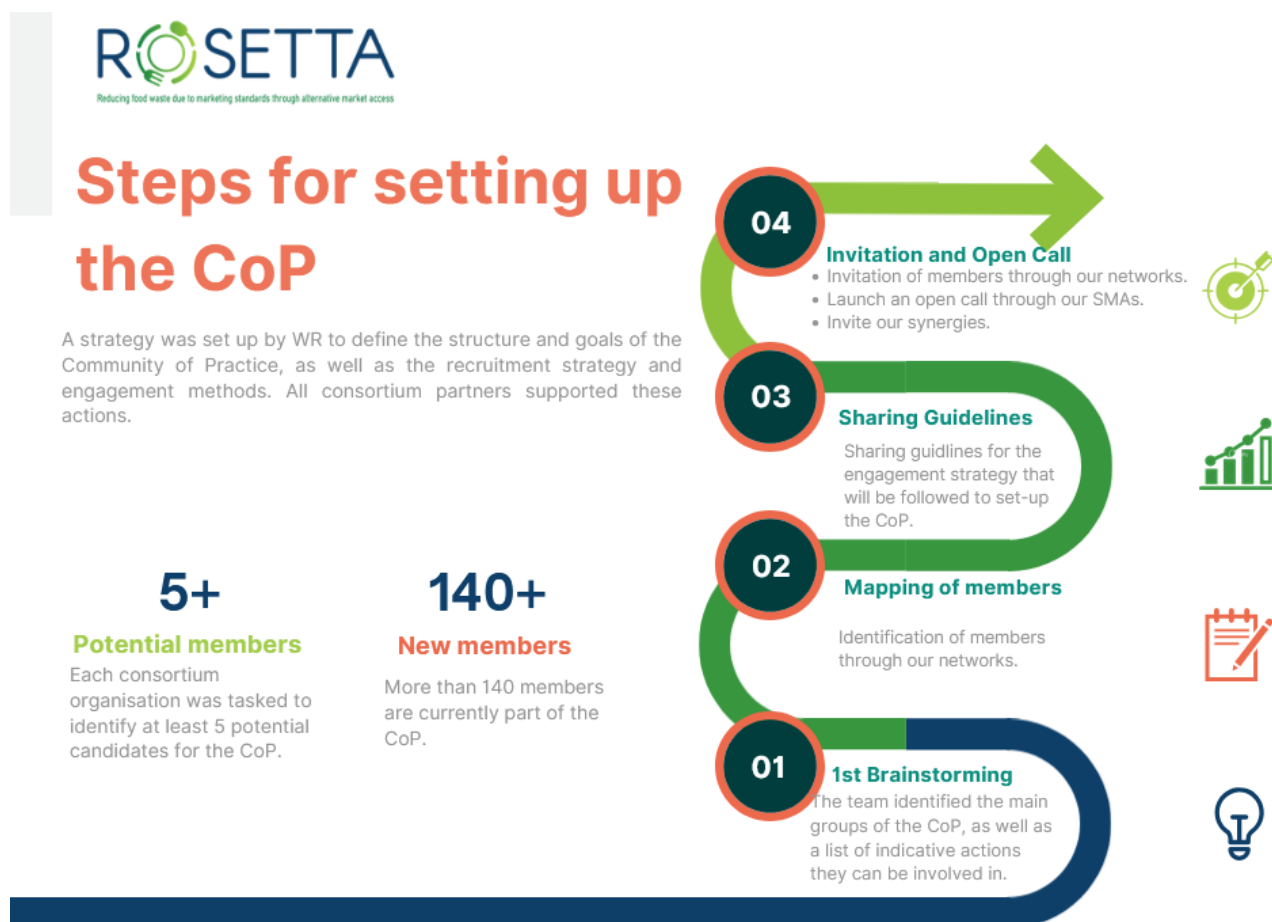 ROSETTA
Reducing food waste due to marketing standards through alternative market access
Steps for setting up
the CoP
A strategy was set up by WR to define the structure and goals of the
Community of Practice, as well as the recruitment strategy and
engagement methods. All consortium partners supported these
actions.
5+
Potential members
Each consortium
organisation was tasked to
identify at least 5 potential
candidates for the CoP.
140+
New members
More than 140 members
are currently part of the
CoP.
04
Invitation and Open Call
• Invitation of members through our networks.
• Launch an open call through our SMAs.
• Invite our synergies.
03
Sharing Guidelines
Sharing guidlines for the
engagement strategy that
will be followed to set-up
the CoP.
02
Mapping of members
Identification of members
through our networks.
01
1st Brainstorming
The team identified the main
groups of the CoP, as well as
a list of indicative actions
they can be involved in.